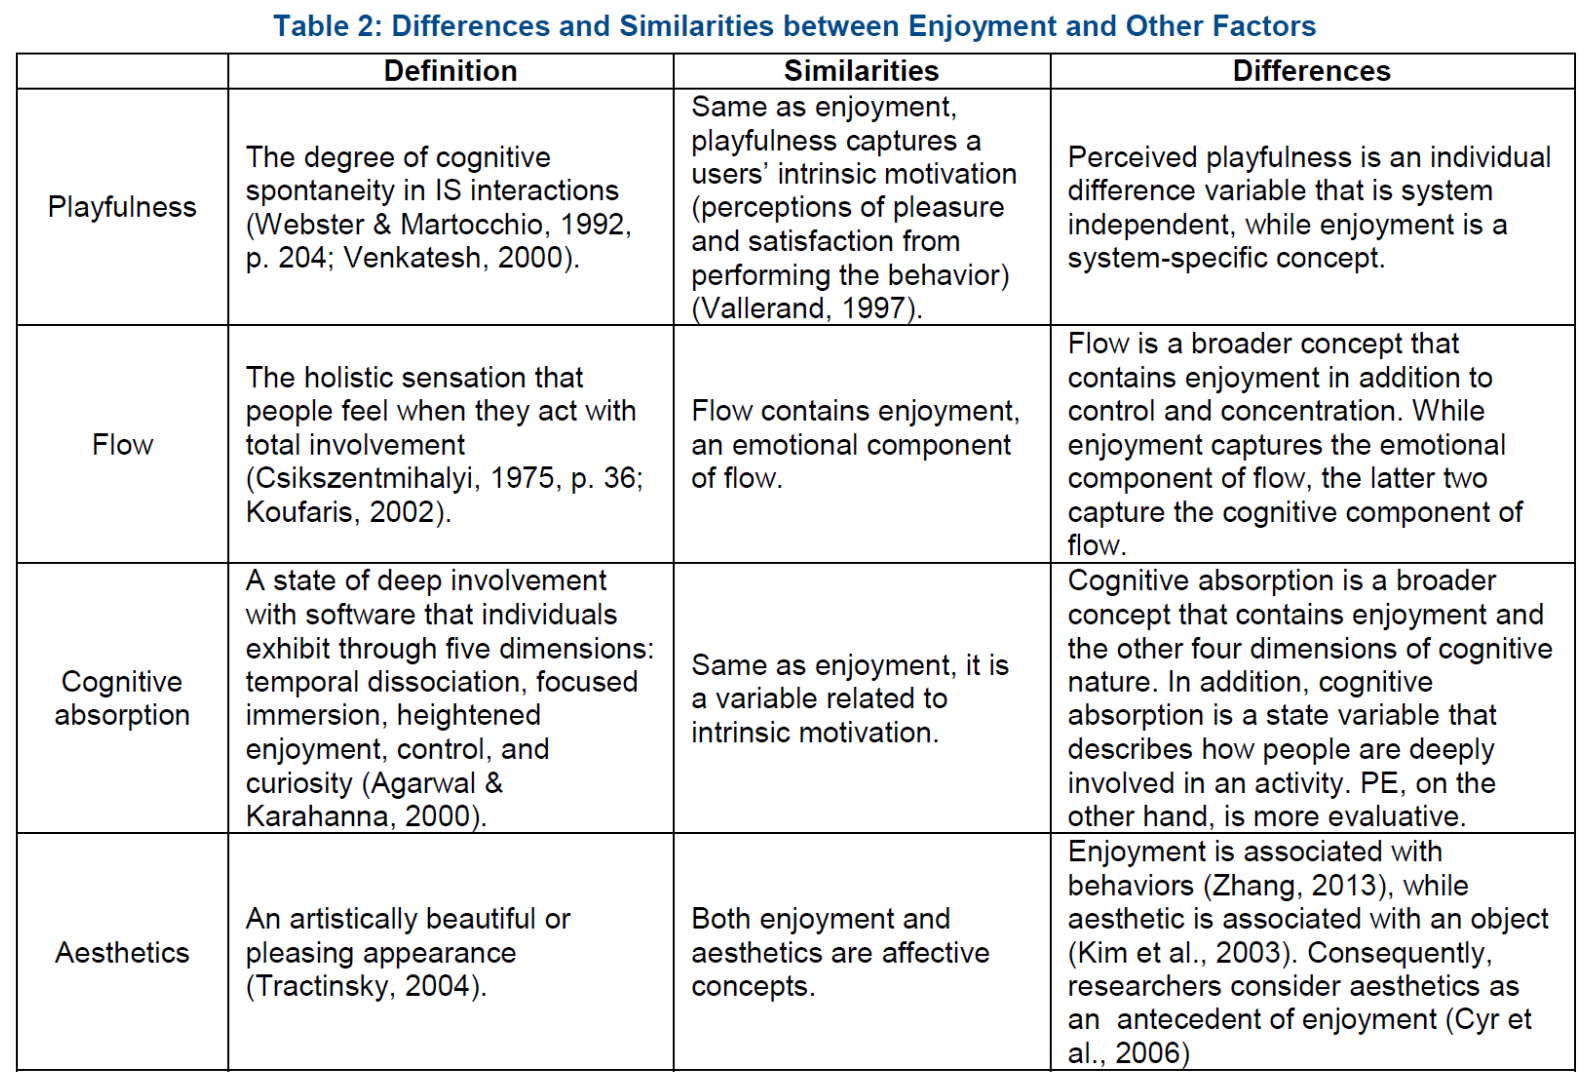 Table 2: Differences and Similarities between Enjoyment and Other Factors
Definition
Similarities
Differences
Playfulness
The degree of cognitive
spontaneity in IS interactions
(Webster & Martocchio, 1992,
p. 204; Venkatesh, 2000).
Same as enjoyment,
playfulness captures a
users’ intrinsic motivation
(perceptions of pleasure
and satisfaction from
performing the behavior)
(Vallerand, 1997).
Perceived playfulness is an individual
difference variable that is system
independent, while enjoyment is a
system-specific concept.
Flow
The holistic sensation that
people feel when they act with
total involvement
(Csikszentmihalyi, 1975, p. 36;
Koufaris, 2002).
Flow contains enjoyment,
an emotional component
of flow.
Flow is a broader concept that
contains enjoyment in addition to
control and concentration. While
enjoyment captures the emotional
component of flow, the latter two
capture the cognitive component of
flow.
Cognitive
absorption
A state of deep involvement
with software that individuals
exhibit through five dimensions:
temporal dissociation, focused
immersion, heightened
enjoyment, control, and
curiosity (Agarwal &
Karahanna, 2000).
Same as enjoyment, it is
a variable related to
intrinsic motivation.
Cognitive absorption is a broader
concept that contains enjoyment and
the other four dimensions of cognitive
nature. In addition, cognitive
absorption is a state variable that
describes how people are deeply
involved in an activity. PE, on the
other hand, is more evaluative.
Aesthetics
An artistically beautiful or
pleasing appearance
(Tractinsky, 2004).
Both enjoyment and
aesthetics are affective
concepts.
Enjoyment is associated with
behaviors (Zhang, 2013), while
aesthetic is associated with an object
(Kim et al., 2003). Consequently,
researchers consider aesthetics as
an  antecedent of enjoyment (Cyr et
al., 2006)